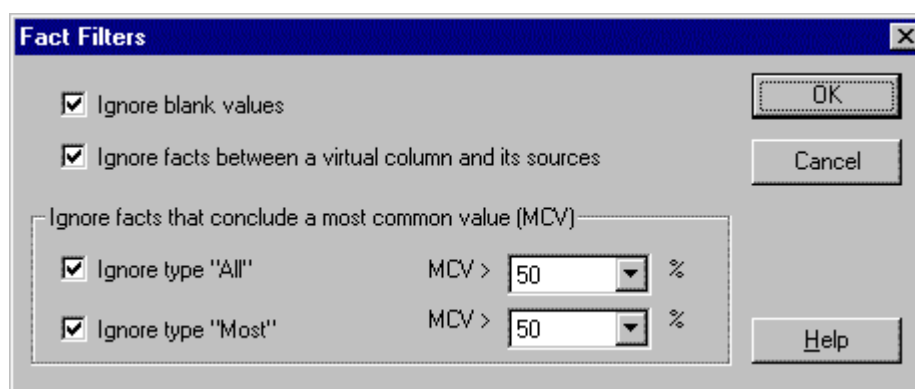 Fact Filters
Ignore blank values
OK
Ignore facts between a virtual column and its sources
Cancel
Ignore facts that conclude a most common value (MCV)
Ignore type "All" MCV > 50 %
Ignore type "Most" MCV > 50 %
Help